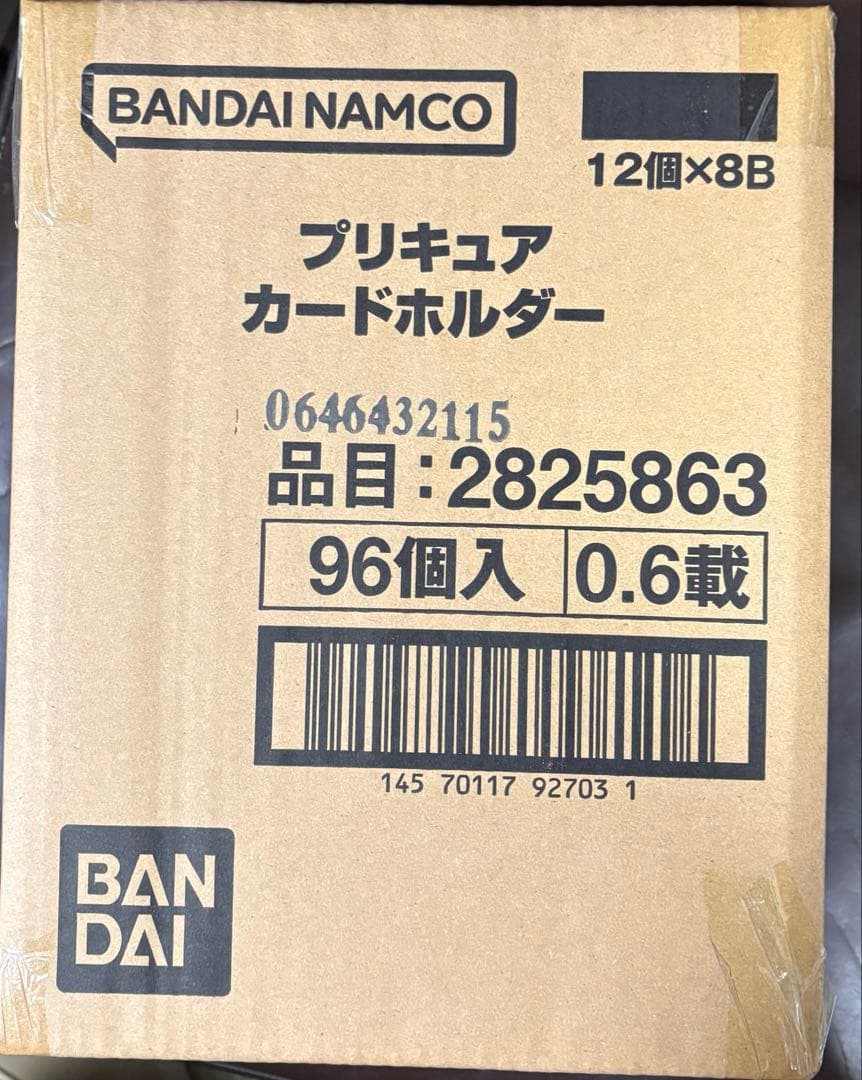 BANDAI NAMCO
12個×8B
プリキュア
カードホルダー
0646432115
品目:2825863
96個入
0.6載
145 70117 92703 1
BAN
DAI